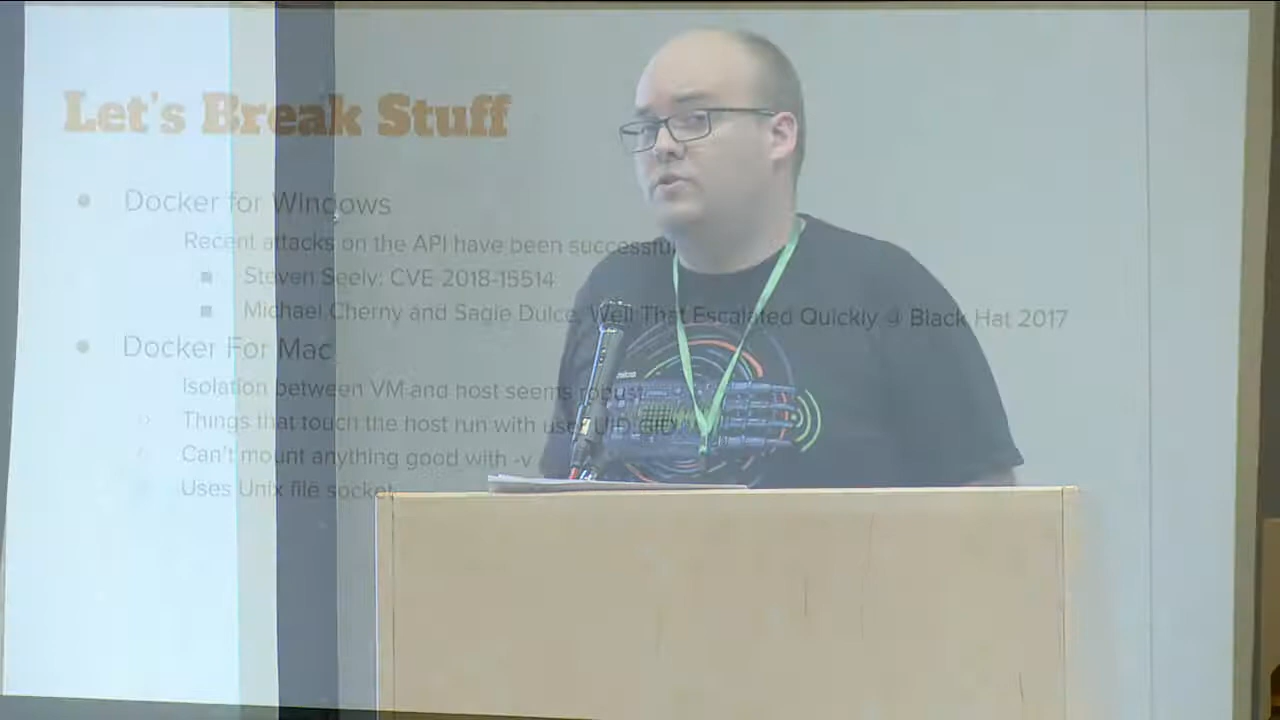 Let's Break Stuff
Docker for Windows
Recent attacks on the API have been successful
Steven Seely: CVE 2018-15514
Michael Cherny and Sagie Dulce, Well That Escalated Quickly @ Black Hat 2017
Docker For Mac
Isolation between VM and host seems robust
Things that touch the host run with user UID
Can't mount anything good with -v
Uses Unix file socket